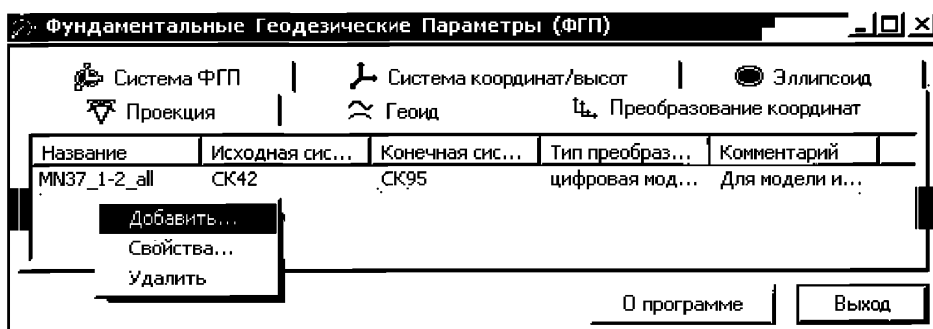 Фундаментальные Геодезические Параметры (ФГП)
Система ФГП Система координат/высот Эллипсоид
Проекция Геоид Преобразование координат
Название Исходная сис... Конечная сис... Тип преобраз... Комментарий
MN37_1-2_all СК42 СК95 цифровая мод... Для модели и...
Добавить...
Свойства...
Удалить
О программе Выход